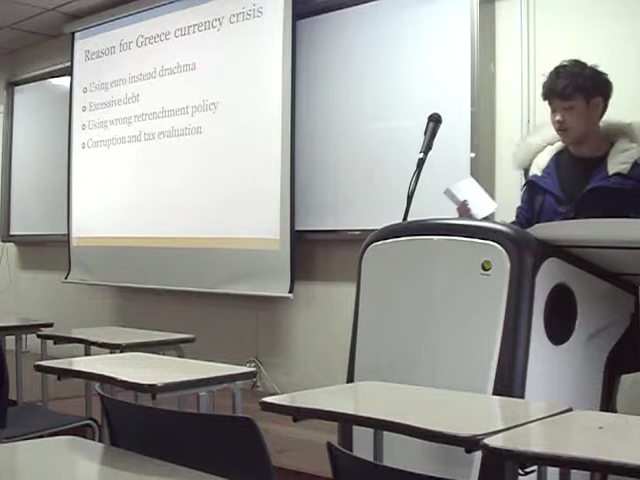 Reason for Greece currency crisis
Using euro instead drachma
Excessive debt
Using wrong retrenchment policy
Corruption and tax evaluation